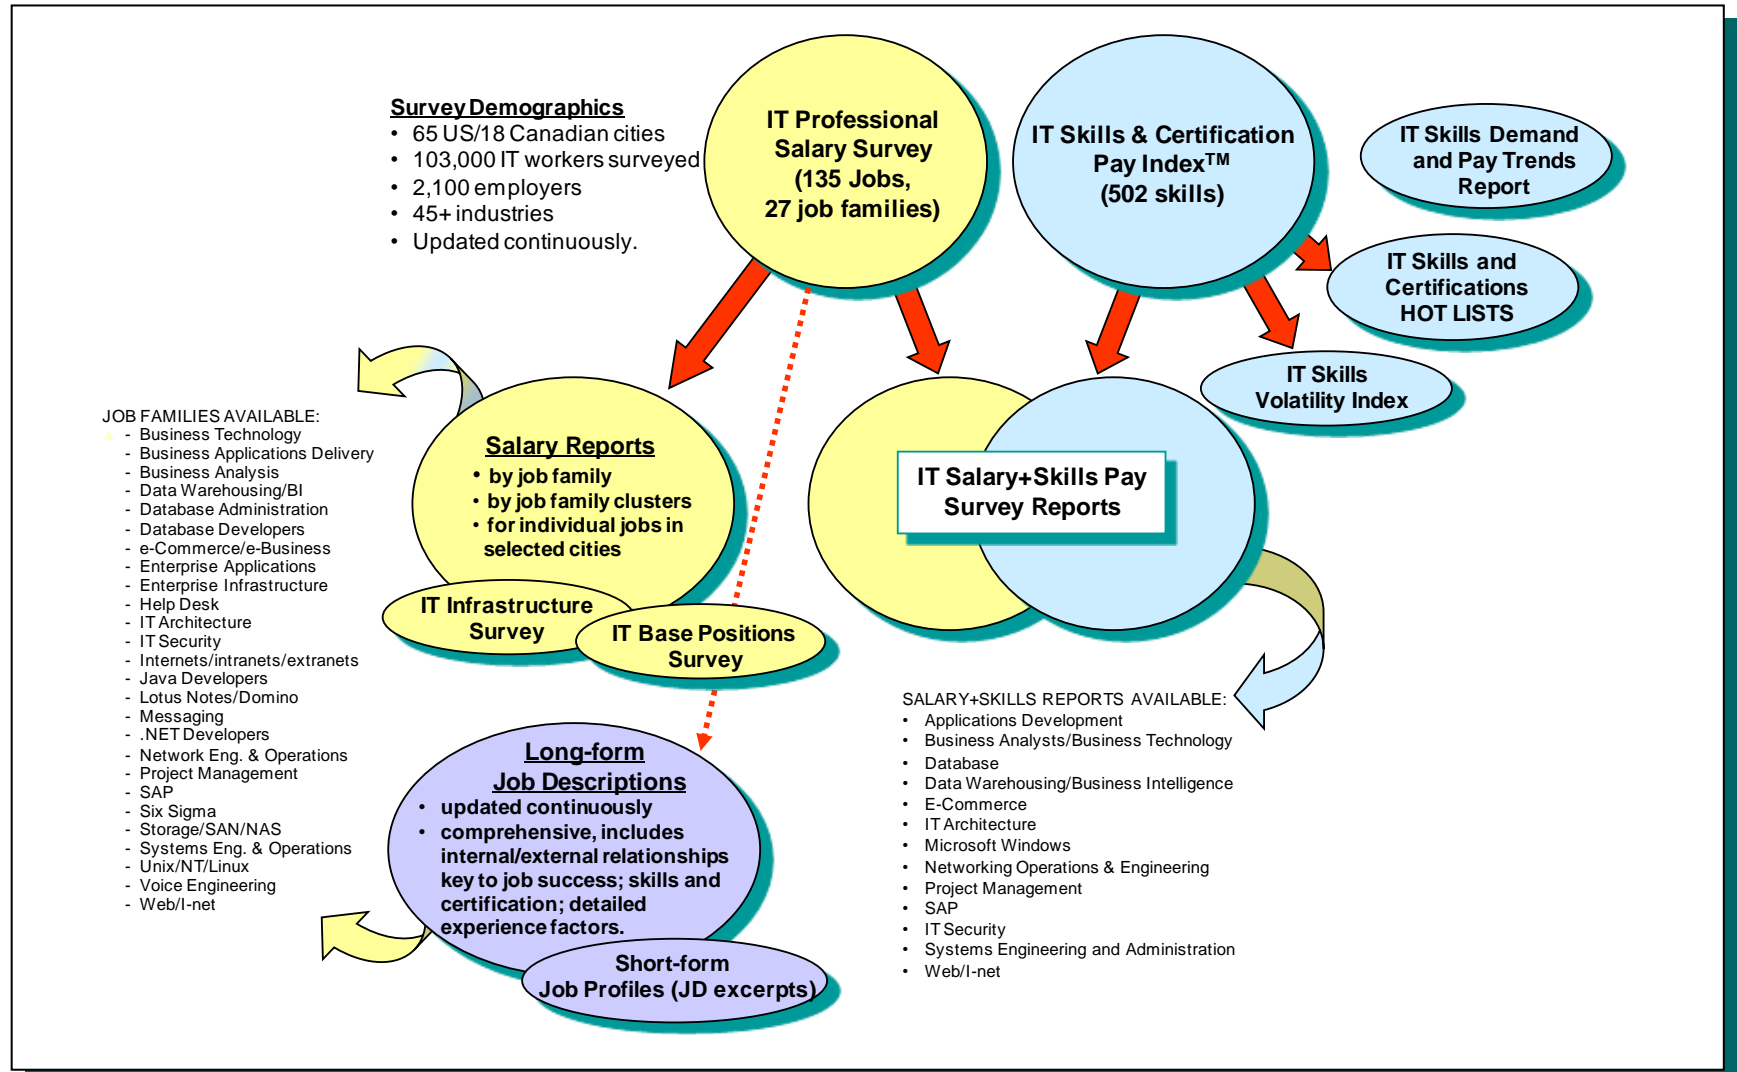 Survey Demographics
• 65 US/18 Canadian cities
• 103,000 IT workers surveyed
• 2,100 employers
• 45+ industries
• Updated continuously.
IT Professional
Salary Survey
(135 Jobs,
27 job families)
IT Skills & Certification
Pay Index™
(502 skills)
IT Skills Demand
and Pay Trends
Report
IT Skills and
Certifications
HOT LISTS
IT Skills
Volatility Index
JOB FAMILIES AVAILABLE:
- Business Technology
- Business Applications Delivery
- Business Analysis
- Data Warehousing/BI
- Database Administration
- Database Developers
- e-Commerce/e-Business
- Enterprise Applications
- Enterprise Infrastructure
- Help Desk
- IT Architecture
- IT Security
- Internets/intranets/extranets
- Java Developers
- Lotus Notes/Domino
- Messaging
- .NET Developers
- Network Eng. & Operations
- Project Management
- SAP
- Six Sigma
- Storage/SAN/NAS
- Systems Eng. & Operations
- Unix/NT/Linux
- Voice Engineering
- Web/I-net
Salary Reports
• by job family
• by job family clusters
• for individual jobs in
selected cities
IT Infrastructure
Survey
IT Base Positions
Survey
IT Salary+Skills Pay
Survey Reports
Long-form
Job Descriptions
• updated continuously
• comprehensive, includes
internal/external relationships
key to job success; skills and
certification; detailed
experience factors.
Short-form
Job Profiles (JD excerpts)
SALARY+SKILLS REPORTS AVAILABLE:
• Applications Development
• Business Analysts/Business Technology
• Database
• Data Warehousing/Business Intelligence
• E-Commerce
• IT Architecture
• Microsoft Windows
• Networking Operations & Engineering
• Project Management
• SAP
• IT Security
• Systems Engineering and Administration
• Web/I-net